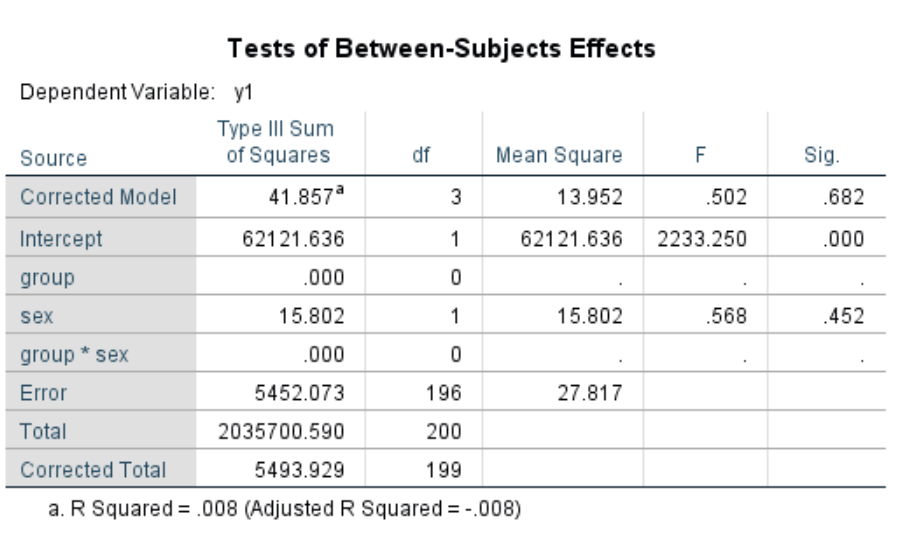 Tests of Between-Subjects Effects
Dependent Variable: y1
Source Type III Sum of Squares df Mean Square F Sig.
Corrected Model 41.857a 3 13.952 .502 .682
Intercept 62121.636 1 62121.636 2233.250 .000
group .000 0 . . .
sex 15.802 1 15.802 .568 .452
group * sex .000 0 . . .
Error 5452.073 196 27.817
Total 2035700.590 200
Corrected Total 5493.929 199
a. R Squared = .008 (Adjusted R Squared = -.008)